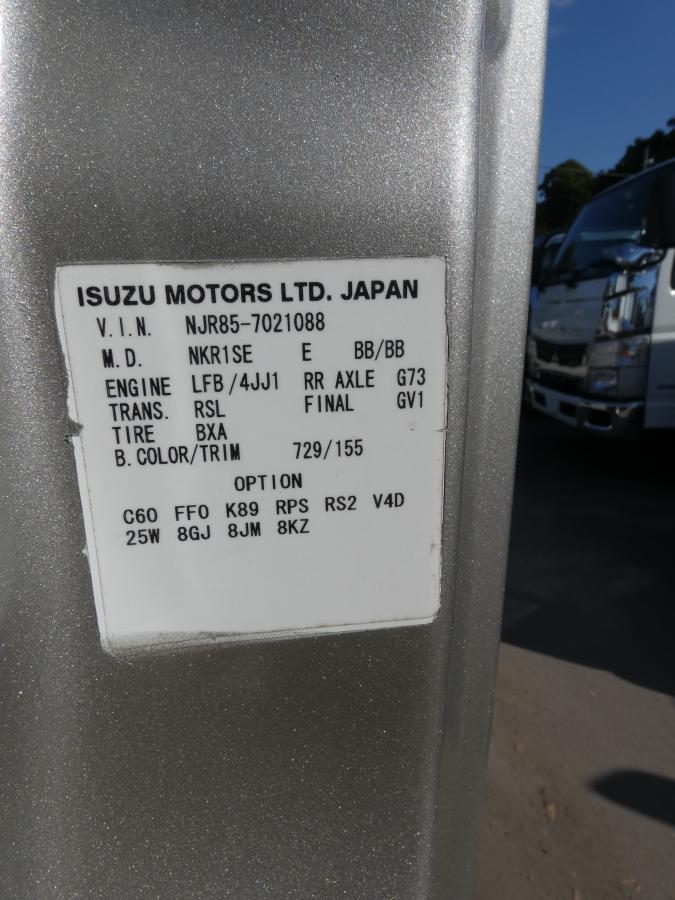 ISUZU MOTORS LTD. JAPAN
V.I.N. NJR85-7021088
M.D. NKR1SE E BB/BB
ENGINE LFB/4JJ1 RR AXLE G73
TRANS. RSL FINAL GV1
TIRE BXA
B.COLOR/TRIM 729/155
OPTION
C60 FF0 K89 RPS RS2 V4D
25W 8GJ 8JM 8KZ